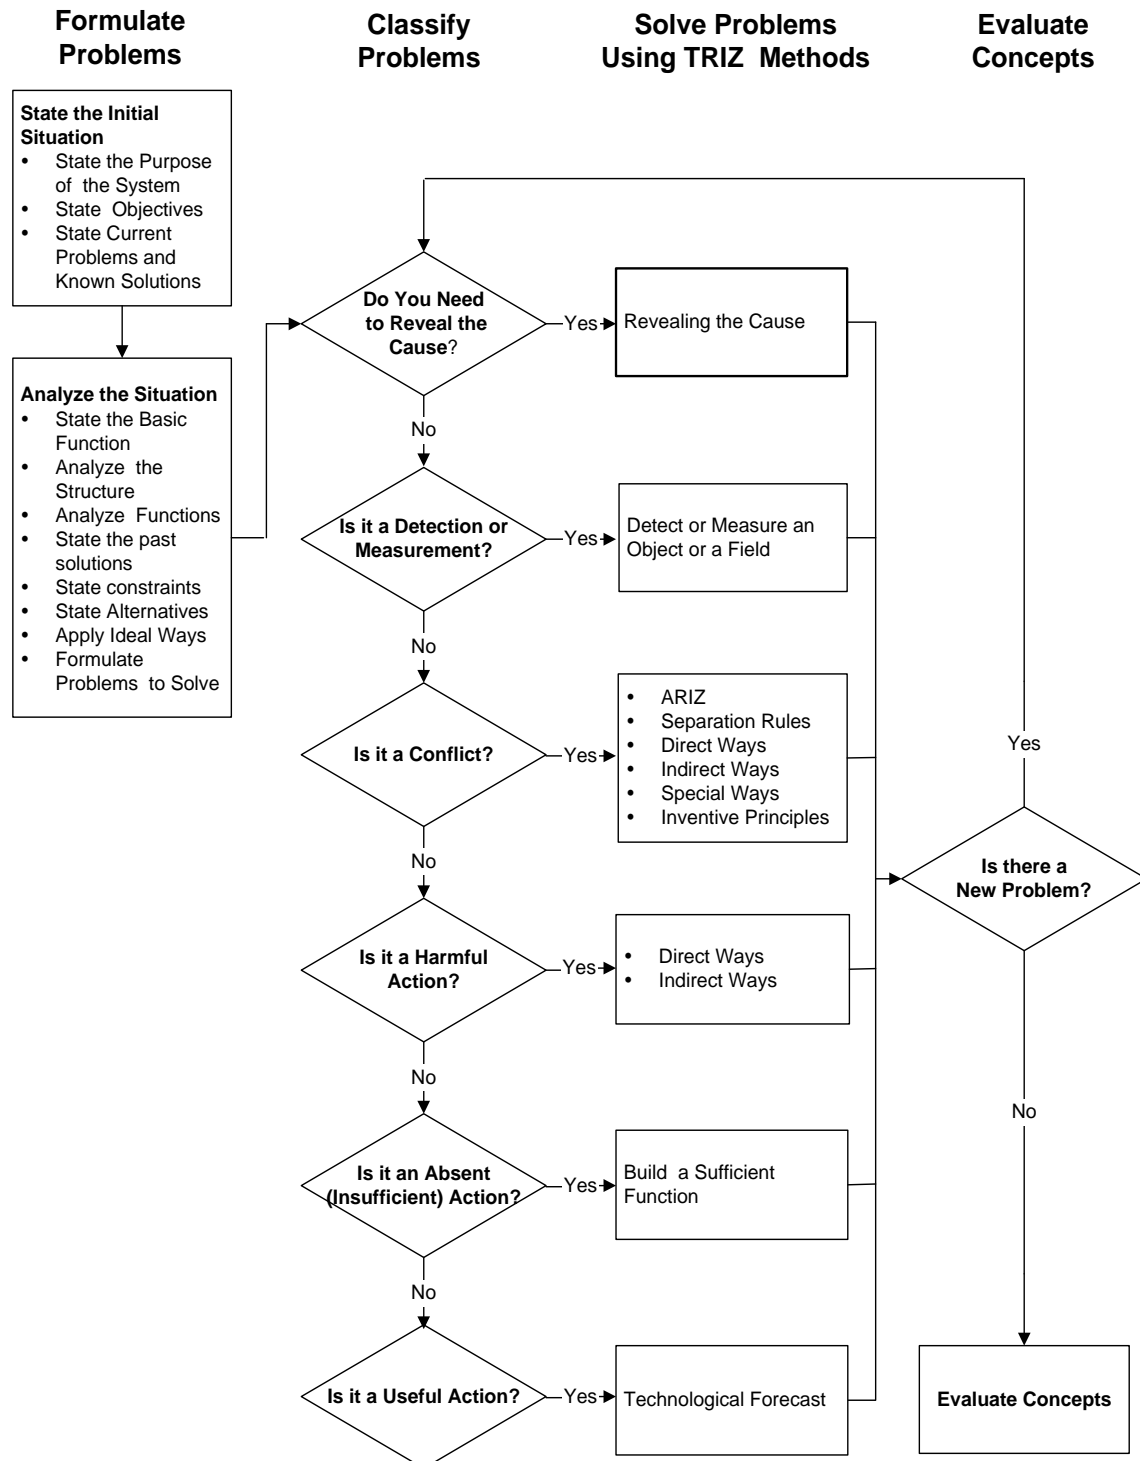 Formulate
Problems
Classify
Problems
Solve Problems
Using TRIZ Methods
Evaluate
Concepts
State the Initial
Situation
• State the Purpose
of the System
• State Objectives
• State Current
Problems and
Known Solutions
Analyze the Situation
• State the Basic
Function
• Analyze the
Structure
• Analyze Functions
• State the past
solutions
• State constraints
• State Alternatives
• Apply Ideal Ways
• Formulate
Problems to Solve
Do You Need
to Reveal the
Cause?
Yes
Revealing the Cause
No
Is it a Detection or
Measurement?
Yes
Detect or Measure an
Object or a Field
No
Is it a Conflict?
Yes
• ARIZ
• Separation Rules
• Direct Ways
• Indirect Ways
• Special Ways
• Inventive Principles
No
Is it a Harmful
Action?
Yes
• Direct Ways
• Indirect Ways
No
Is it an Absent
(Insufficient) Action?
Yes
Build a Sufficient
Function
No
Is it a Useful Action?
Yes
Technological Forecast
Yes
Is there a
New Problem?
No
Evaluate Concepts